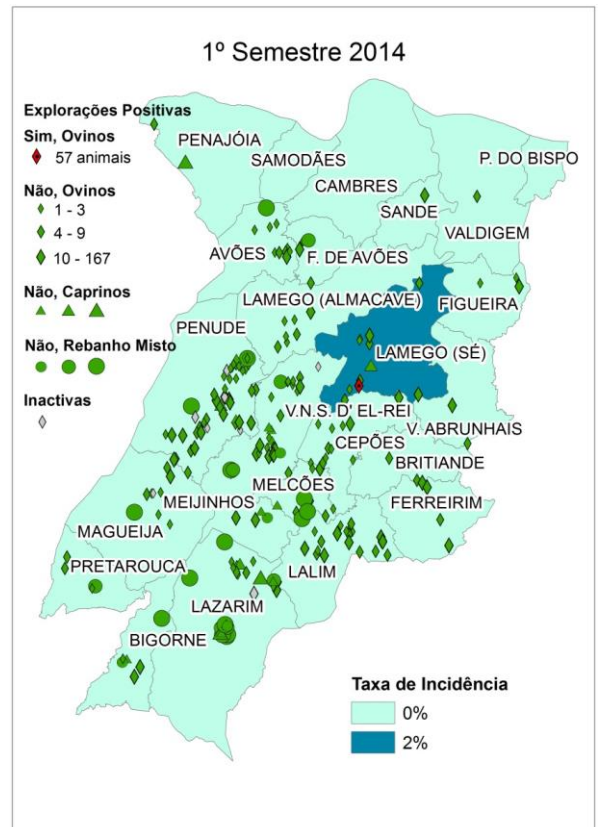 1º Semestre 2014
Explorações Positivas
Sim, Ovinos
57 animais
Não, Ovinos
1 - 3
4 - 9
10 - 167
Não, Caprinos
Não, Rebanho Misto
Inactivas
PENAJÓIA
SAMODÃES
CAMBRES
P. DO BISPO
SANDE
VALDIGEM
AVÕES
F. DE AVÕES
LAMEGO (ALMACAVE)
FIGUEIRA
PENUDE
LAMEGO (SÉ)
V.N.S. D' EL-REI
V. ABRUNHAIS
CEPÕES
BRITIANDE
MELCÕES
MEIJINHOS
FERREIRIM
MAGUEIJA
PRETAROUCA
LALIM
LAZARIM
BIGORNE
Taxa de Incidência
0%
2%